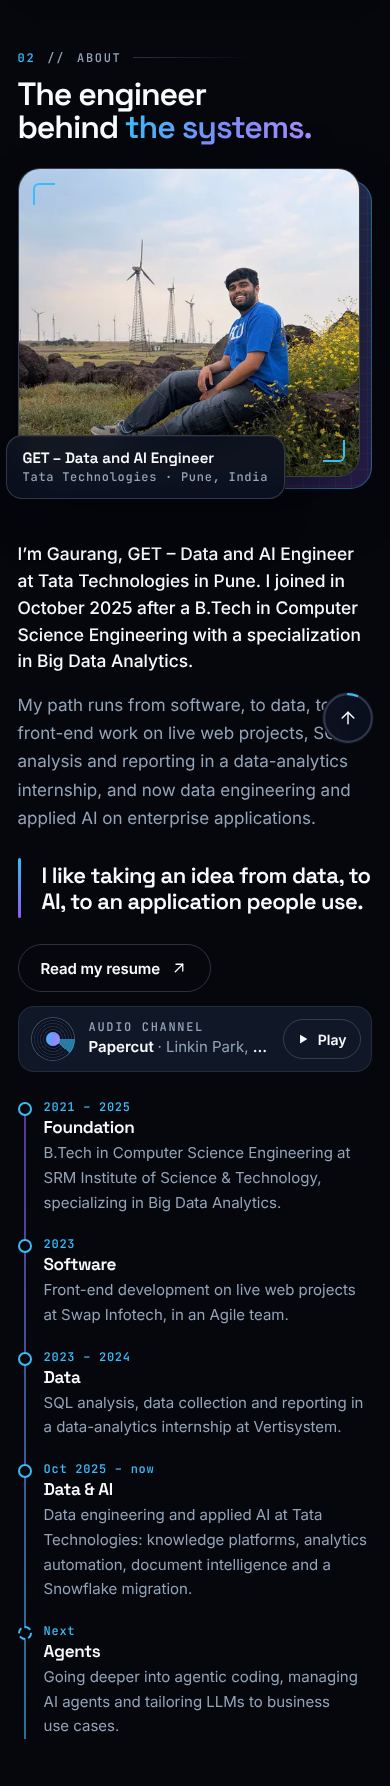 02 // ABOUT
The engineer
behind the systems.
GET – Data and AI Engineer
Tata Technologies · Pune, India
I'm Gaurang, GET – Data and AI Engineer
at Tata Technologies in Pune. I joined in
October 2025 after a B.Tech in Computer
Science Engineering with a specialization
in Big Data Analytics.
My path runs from software, to data,
front-end work on live web projects,
analysis and reporting in a data-analytics
internship, and now data engineering and
applied AI on enterprise applications.
I like taking an idea from data, to
AI, to an application people use.
Read my resume
AUDIO CHANNEL
Papercut · Linkin Park, ...
Play
2021 – 2025
Foundation
B.Tech in Computer Science Engineering at
SRM Institute of Science & Technology,
specializing in Big Data Analytics.
2023
Software
Front-end development on live web projects
at Swap Infotech, in an Agile team.
2023 – 2024
Data
SQL analysis, data collection and reporting in
a data-analytics internship at Vertisystem.
Oct 2025 – now
Data & AI
Data engineering and applied AI at Tata
Technologies: knowledge platforms, analytics
automation, document intelligence and a
Snowflake migration.
Next
Agents
Going deeper into agentic coding, managing
AI agents and tailoring LLMs to business
use cases.